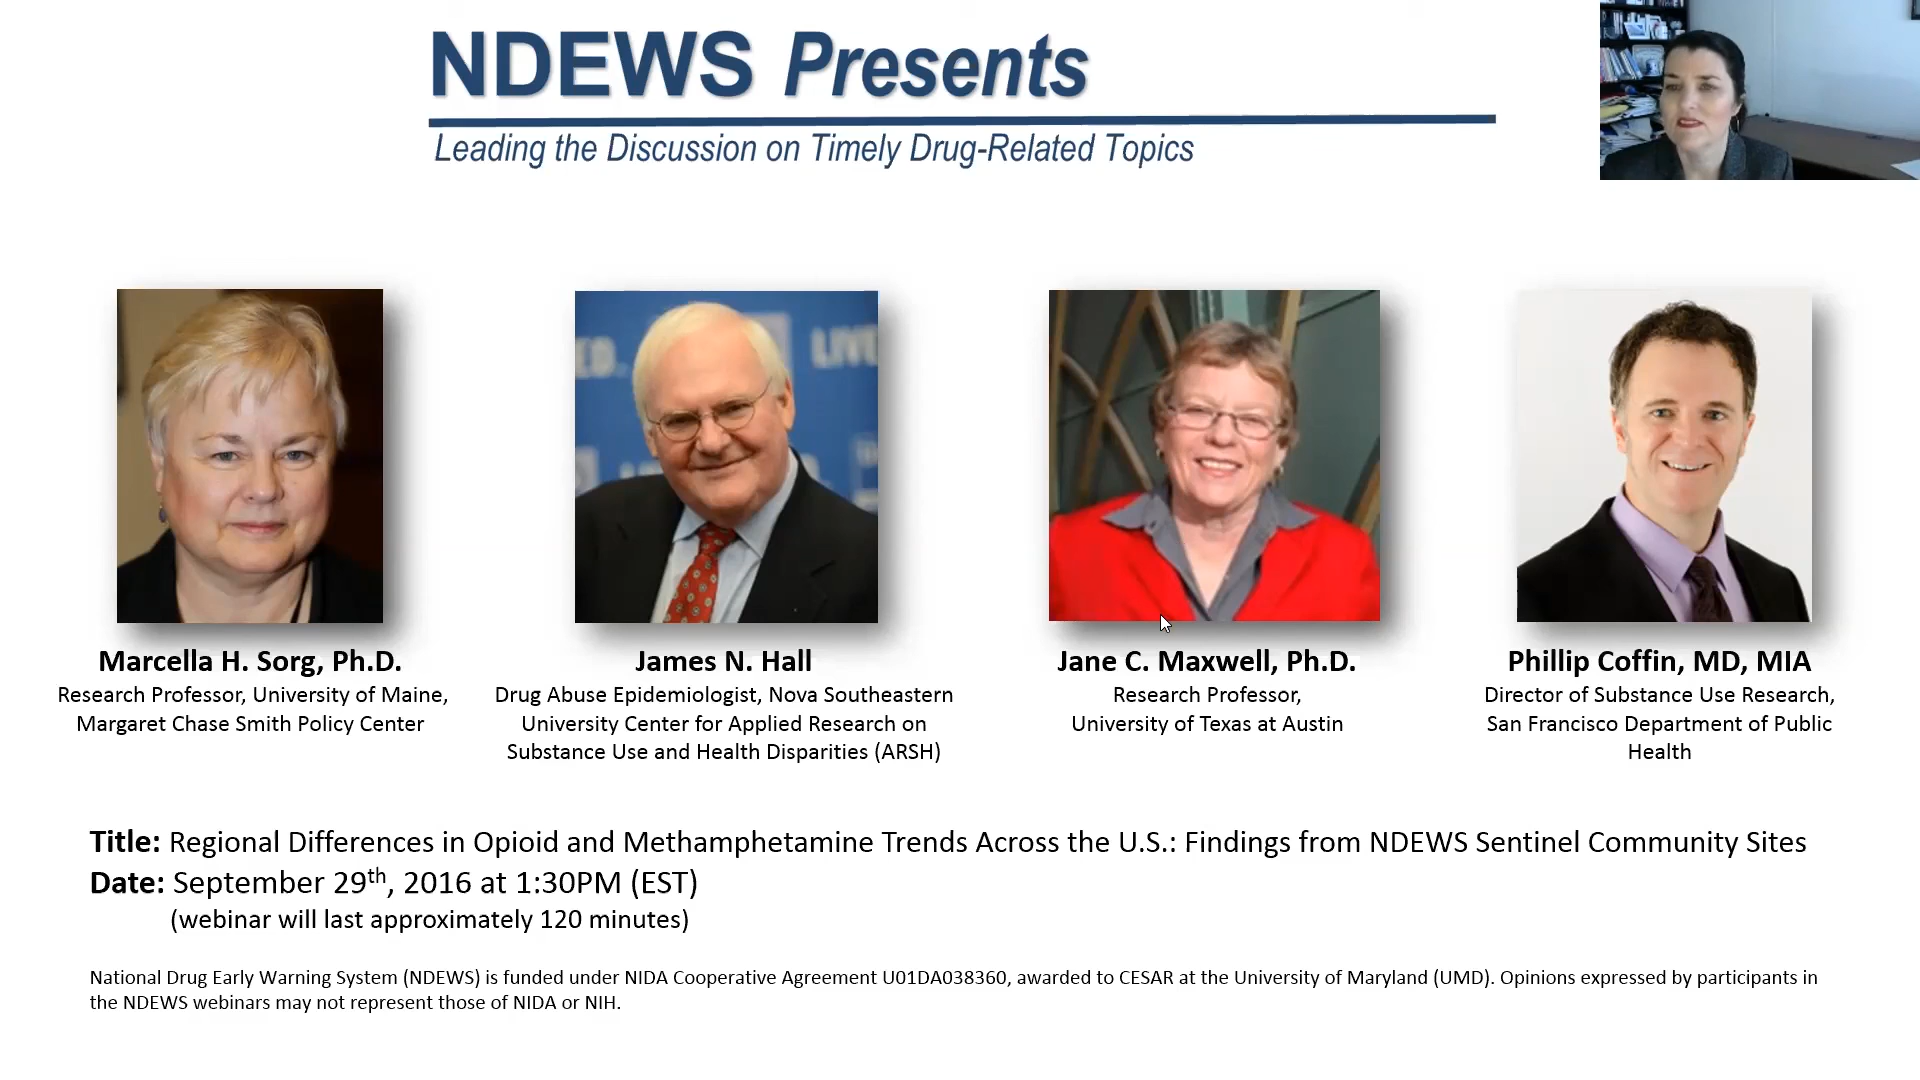 NDEWS Presents
Leading the Discussion on Timely Drug-Related Topics
ED.
LIVE
LIV
Marcella H. Sorg, Ph.D.
Research Professor, University of Maine,
Margaret Chase Smith Policy Center
James N. Hall
Drug Abuse Epidemiologist, Nova Southeastern
University Center for Applied Research on
Substance Use and Health Disparities (ARSH)
Jane C. Maxwell, Ph.D.
Research Professor,
University of Texas at Austin
Phillip Coffin, MD, MIA
Director of Substance Use Research,
San Francisco Department of Public
Health
Title: Regional Differences in Opioid and Methamphetamine Trends Across the U.S.: Findings from NDEWS Sentinel Community Sites
Date: September 29th, 2016 at 1:30PM (EST)
(webinar will last approximately 120 minutes)
National Drug Early Warning System (NDEWS) is funded under NIDA Cooperative Agreement U01DA038360, awarded to CESAR at the University of Maryland (UMD). Opinions expressed by participants in
the NDEWS webinars may not represent those of NIDA or NIH.